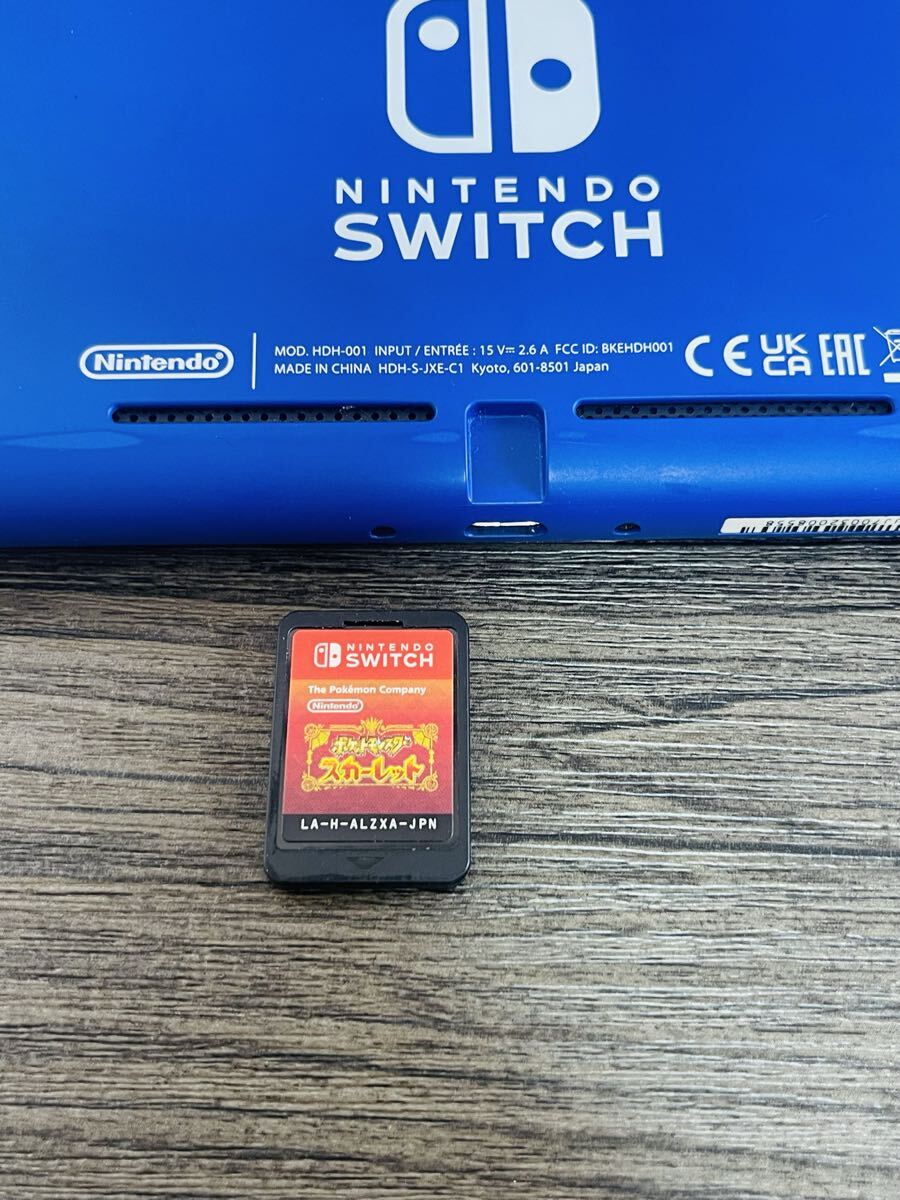 NINTENDO
SWITCH
Nintendo
MOD. HDH-001 INPUT / ENTRÉE : 15 V⎓ 2.6 A FCC ID: BKEHDH001
MADE IN CHINA HDH-S-JXE-C1 Kyoto, 601-8501 Japan
CE
UK
CA
EAC
NINTENDO
SWITCH
The Pokémon Company
Nintendo
ポケットモンスター
スカーレット
LA-H-ALZXA-JPN